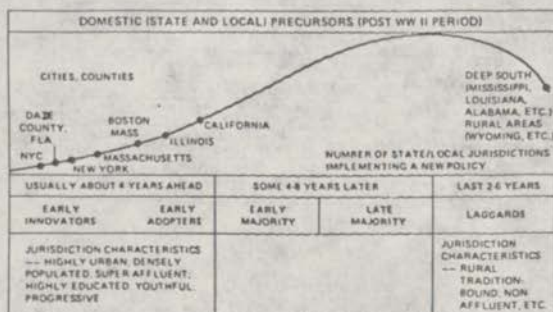 DOMESTIC (STATE AND LOCAL) PRECURSORS (POST WW II PERIOD)
CITIES, COUNTIES
DADE
COUNTY,
FLA
NYC
BOSTON
MASS
CALIFORNIA
ILLINOIS
MASSACHUSETTS
NEW YORK
DEEP SOUTH
(MISSISSIPPI,
LOUISIANA,
ALABAMA, ETC.)
RURAL AREAS
(WYOMING, ETC.)
NUMBER OF STATE/LOCAL JURISDICTIONS
IMPLEMENTING A NEW POLICY
USUALLY ABOUT 4 YEARS AHEAD
SOME 4-8 YEARS LATER
LAST 2-6 YEARS
EARLY
INNOVATORS
EARLY
ADOPTERS
EARLY
MAJORITY
LATE
MAJORITY
LAGGARDS
JURISDICTION CHARACTERISTICS
-- HIGHLY URBAN, DENSELY
POPULATED, SUPER AFFLUENT,
HIGHLY EDUCATED, YOUTHFUL,
PROGRESSIVE
JURISDICTION
CHARACTERISTICS
-- RURAL
TRADITION-
BOUND, NON
AFFLUENT, ETC.